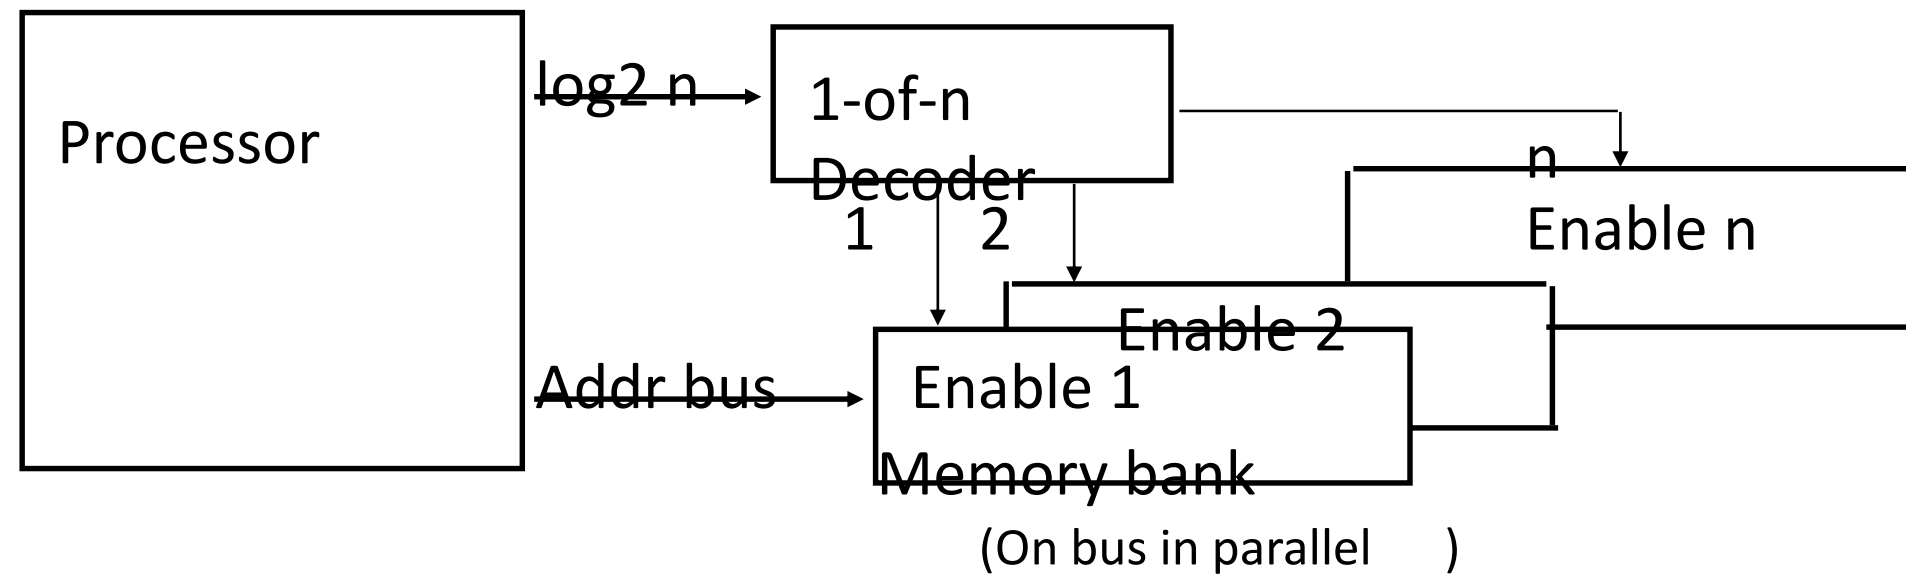 Processor
log2 n
1-of-n
Decoder
1 2
n
Enable n
Enable 2
Addr bus
Enable 1
Memory bank
(On bus in parallel )